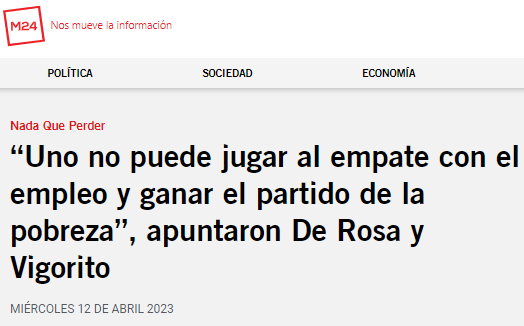 M24
Nos mueve la información
POLÍTICA SOCIEDAD ECONOMÍA
Nada Que Perder
“Uno no puede jugar al empate con el
empleo y ganar el partido de la
pobreza”, apuntaron De Rosa y
Vigorito
MIÉRCOLES 12 DE ABRIL 2023